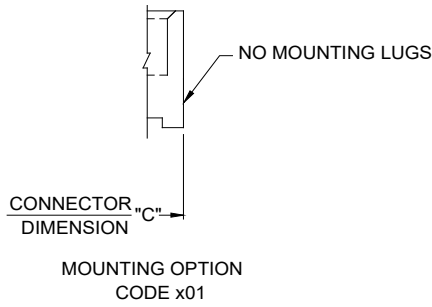 NO MOUNTING LUGS
CONNECTOR
DIMENSION "C"
MOUNTING OPTION
CODE x01